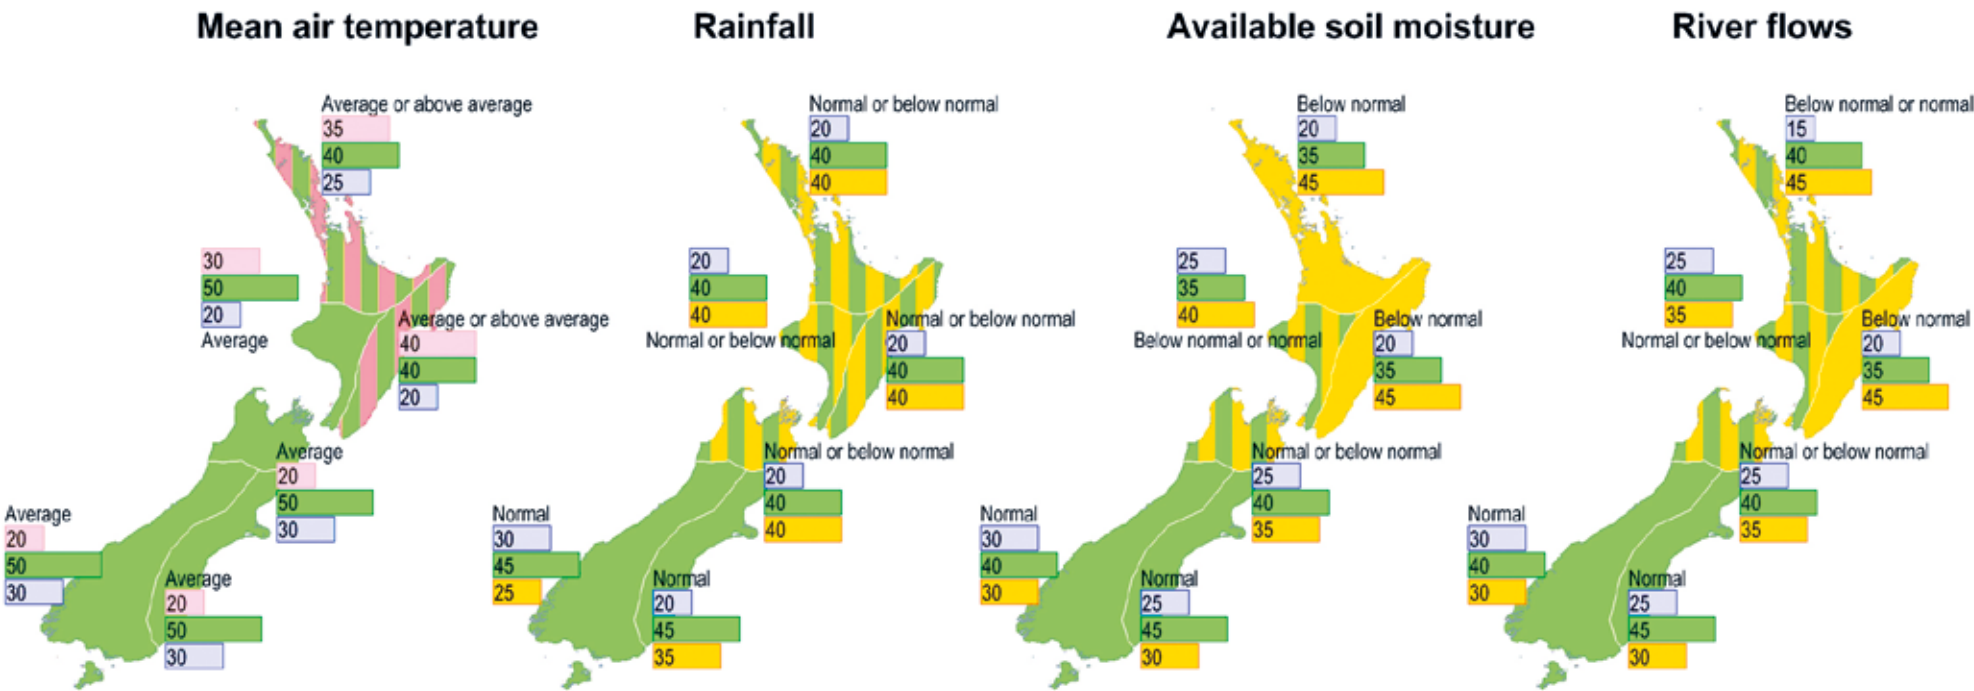 Mean air temperature
Rainfall
Available soil moisture
River flows
Average or above average
35
40
25
30
50
20
Average
Average or above average
40
40
20
Average
20
50
30
Average
20
50
30
Average
20
50
30
Normal or below normal
20
40
40
20
40
40
Normal or below normal
Normal or below normal
20
40
40
Normal or below normal
20
40
40
Normal
30
45
25
Normal
20
45
35
Below normal
20
35
45
25
35
40
Below normal or normal
Below normal
20
35
45
Normal or below normal
25
40
35
Normal
30
40
30
Normal
25
45
30
Below normal or normal
15
40
45
25
40
35
Normal or below normal
Below normal
20
35
45
Normal or below normal
25
40
35
Normal
30
40
30
Normal
25
45
30